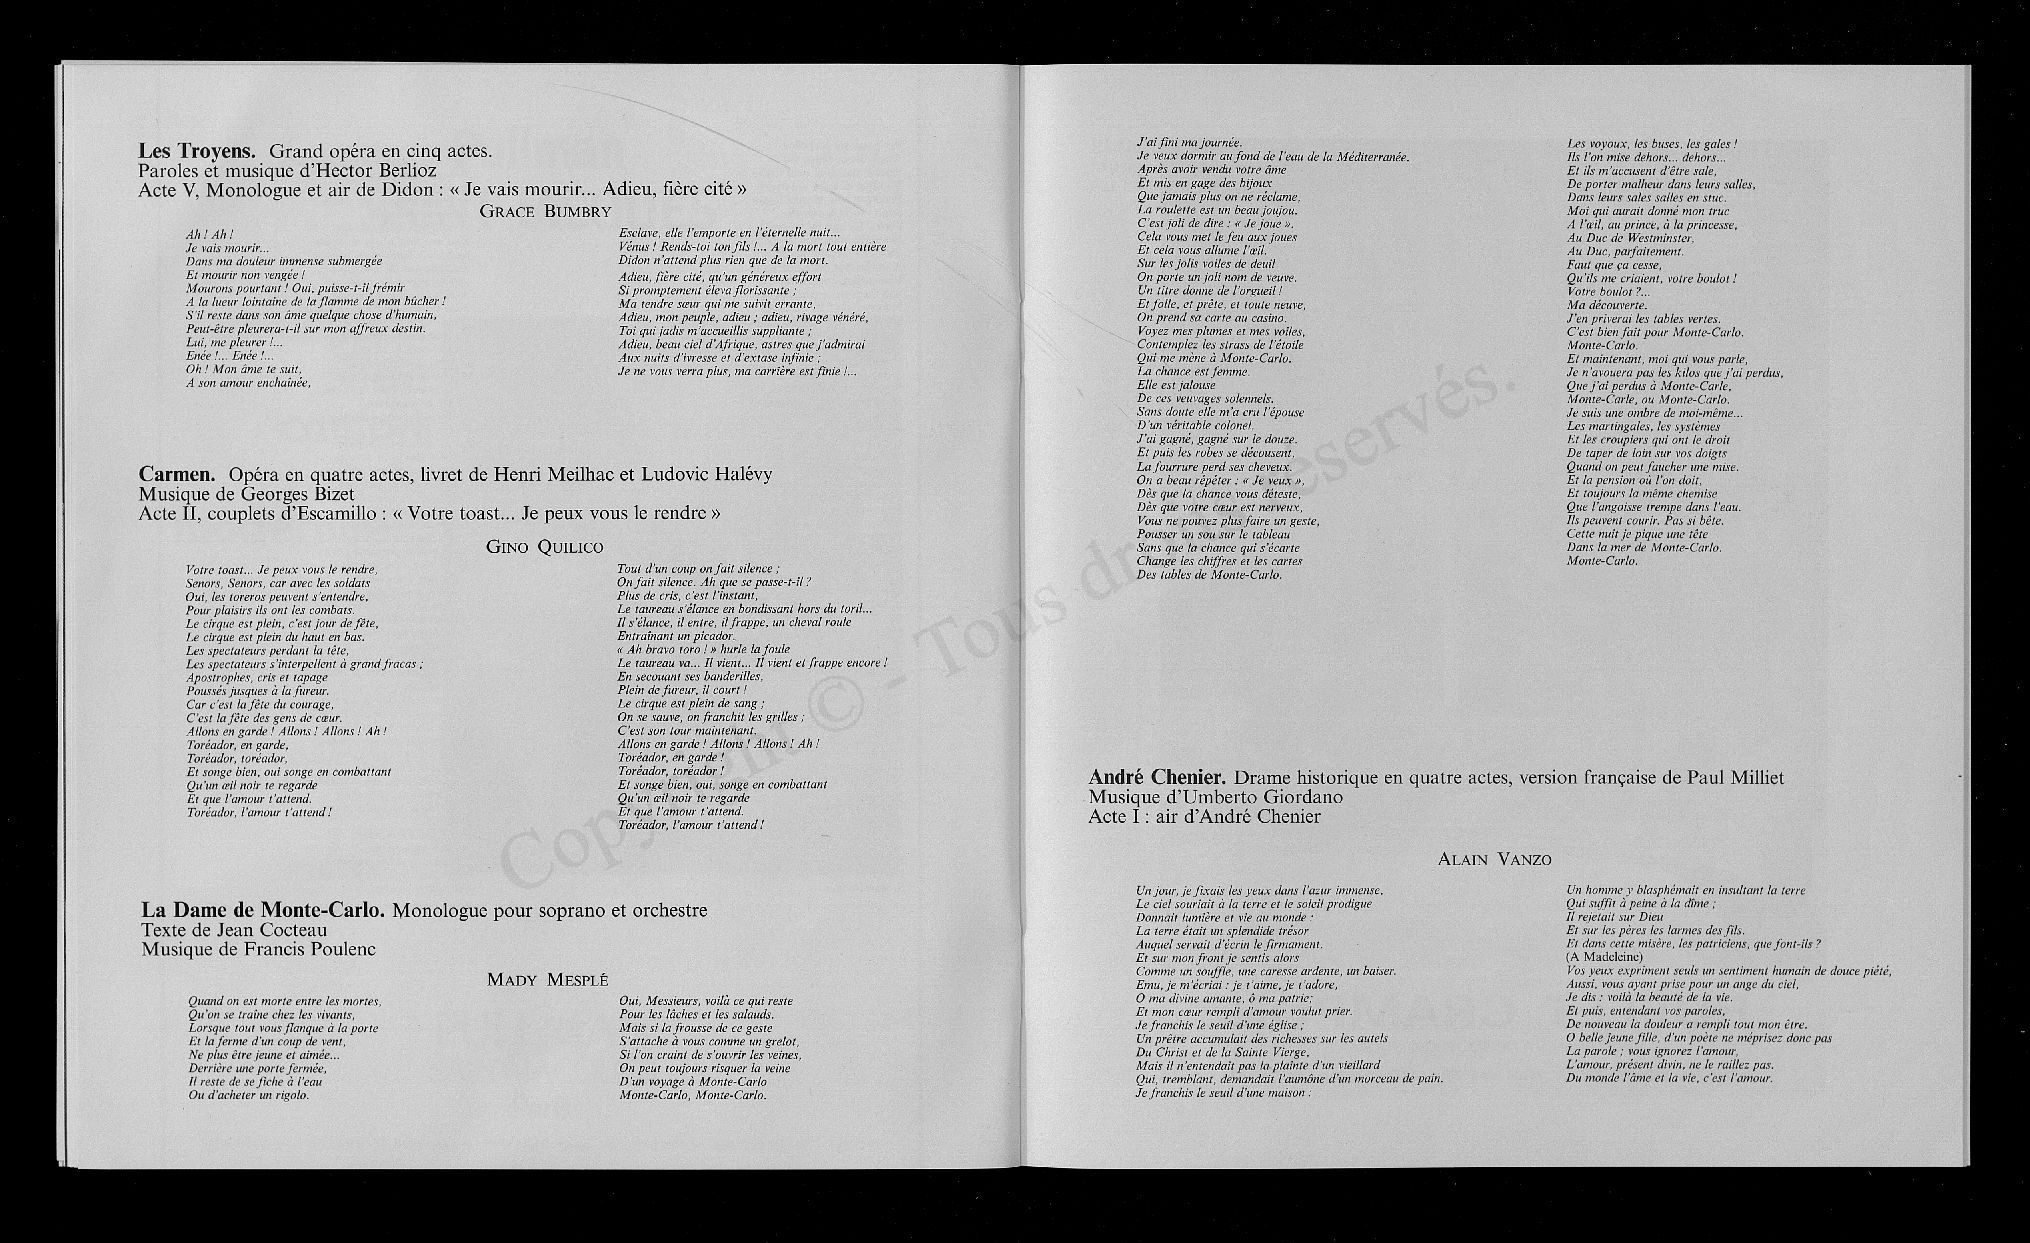 Les Troyens. Grand opéra en cinq actes.
Paroles et musique d'Hector Berlioz
Acte V, Monologue et air de Didon : « Je vais mourir... Adieu, fière cité »
GRACE BUMBRY
Ah ! Ah !
Je vais mourir...
Dans ma douleur immense submergée
Et mourir non vengée !
Mourons pourtant ! Oui, puisse-t-il frémir
A la lueur lointaine de la flamme de mon bûcher !
S'il reste dans son âme quelque chose d'humain,
Peut-être pleurera-t-il sur mon affreux destin.
Lui, me pleurer !...
Enée !... Enée !...
Oh ! Mon âme te suit,
A son amour enchaînée,
Esclave, elle l'emporte en l'éternelle nuit...
Vénus ! Rends-toi ton fils !... A la mort tout entière
Didon n'attend plus rien que de la mort.
Adieu, fière cité, qu'un généreux effort
Si promptement éleva florissante ;
Ma tendre sœur qui me suivit errante,
Adieu, mon peuple, adieu ; adieu, rivage vénéré,
Toi qui jadis m'accueillis suppliante ;
Adieu, beau ciel d'Afrique, astres que j'admirai
Aux nuits d'ivresse et d'extase infinie ;
Je ne vous verra plus, ma carrière est finie !...
Carmen. Opéra en quatre actes, livret de Henri Meilhac et Ludovic Halévy
Musique de Georges Bizet
Acte II, couplets d'Escamillo : « Votre toast... Je peux vous le rendre »
GINO QUILICO
Votre toast... Je peux vous le rendre,
Senors, Senors, car avec les soldats
Oui, les toreros peuvent s'entendre,
Pour plaisirs ils ont les combats.
Le cirque est plein, c'est jour de fête,
Le cirque est plein du haut en bas.
Les spectateurs perdant la tête,
Les spectateurs s'interpellent à grand fracas ;
Apostrophes, cris et tapage
Poussés jusques à la fureur.
Car c'est la fête du courage,
C'est la fête des gens de cœur.
Allons en garde ! Allons ! Allons ! Ah !
Toréador, en garde,
Toréador, toréador,
Et songe bien, oui songe en combattant
Qu'un œil noir te regarde
Et que l'amour t'attend.
Toréador, l'amour t'attend !
Tout d'un coup on fait silence ;
On fait silence. Ah que se passe-t-il ?
Plus de cris, c'est l'instant,
Le taureau s'élance en bondissant hors du toril...
Il s'élance, il entre, il frappe, un cheval roule
Entraînant un picador.
« Ah bravo toro ! » hurle la foule
Le taureau va... Il vient... Il vient et frappe encore !
En secouant ses banderilles,
Plein de fureur, il court !
Le cirque est plein de sang ;
On se sauve, on franchit les grilles ;
C'est son tour maintenant.
Allons en garde ! Allons ! Allons ! Ah !
Toréador, en garde !
Toréador, toréador !
Et songe bien, oui, songe en combattant
Qu'un œil noir te regarde
Et que l'amour t'attend.
Toréador, l'amour t'attend !
La Dame de Monte-Carlo. Monologue pour soprano et orchestre
Texte de Jean Cocteau
Musique de Francis Poulenc
MADY MESPLÉ
Quand on est morte entre les mortes,
Qu'on se traîne chez les vivants,
Lorsque tout vous flanque à la porte
Et la ferme d'un coup de vent,
Ne plus être jeune et aimée...
Derrière une porte fermée,
Il reste de se fiche à l'eau
Ou d'acheter un rigolo.
Oui, Messieurs, voilà ce qui reste
Pour les lâches et les salauds.
Mais si la frousse de ce geste
S'attache à vous comme un grelot,
Si l'on craint de s'ouvrir les veines,
On peut toujours risquer la veine
D'un voyage à Monte-Carlo
Monte-Carlo, Monte-Carlo.
J'ai fini ma journée.
Je veux dormir au fond de l'eau de la Méditerranée.
Après avoir vendu votre âme
Et mis en gage des bijoux
Que jamais plus on ne réclame,
La roulette est un beau joujou.
C'est joli de dire : « Je joue ».
Cela vous met le feu aux joues
Et cela vous allume l'œil.
Sur les jolis voiles de deuil
On porte un joli nom de veuve.
Un titre donne de l'orgueil !
Et folle, et prête, et toute neuve,
On prend sa carte au casino.
Voyez mes plumes et mes voiles,
Contemplez les strass de l'étoile
Qui me mène à Monte-Carlo.
La chance est femme.
Elle est jalouse
De ces veuvages solennels.
Sans doute elle m'a cru l'épouse
D'un véritable colonel.
J'ai gagné, gagné sur le douze.
Et puis les robes se décousent,
La fourrure perd ses cheveux.
On a beau répéter : « Je veux »,
Dès que la chance vous déteste,
Dès que votre cœur est nerveux,
Vous ne pouvez plus faire un geste,
Pousser un sou sur le tableau
Sans que la chance qui s'écarte
Change les chiffres et les cartes
Des tables de Monte-Carlo.
Les voyoux, les buses, les gales !
Ils l'on mise dehors... dehors...
Et ils m'accusent d'être sale,
De porter malheur dans leurs salles,
Dans leurs sales salles en stuc.
Moi qui aurait donné mon truc
A l'œil, au prince, à la princesse,
Au Duc de Westminster.
Au Duc, parfaitement.
Faut que ça cesse,
Qu'ils me criaient, votre boulot !
Votre boulot ?...
Ma découverte.
J'en priverai les tables vertes.
C'est bien fait pour Monte-Carlo.
Monte-Carlo.
Et maintenant, moi qui vous parle,
Je n'avouera pas les kilos que j'ai perdus,
Que j'ai perdus à Monte-Carle,
Monte-Carle, ou Monte-Carlo.
Je suis une ombre de moi-même...
Les martingales, les systèmes
Et les croupiers qui ont le droit
De taper de loin sur vos doigts
Quand on peut faucher une mise.
Et la pension où l'on doit,
Et toujours la même chemise
Que l'angoisse trempe dans l'eau.
Ils peuvent courir. Pas si bête.
Cette nuit je pique une tête
Dans la mer de Monte-Carlo.
Monte-Carlo.
André Chenier. Drame historique en quatre actes, version française de Paul Milliet
Musique d'Umberto Giordano
Acte I : air d'André Chenier
ALAIN VANZO
Un jour, je fixais les yeux dans l'azur immense,
Le ciel souriait à la terre et le soleil prodigue
Donnait lumière et vie au monde :
La terre était un splendide trésor
Auquel servait d'écrin le firmament.
Et sur mon front je sentis alors
Comme un souffle, une caresse ardente, un baiser.
Emu, je m'écriai : je t'aime, je t'adore,
O ma divine amante, ô ma patrie;
Et mon cœur rempli d'amour voulut prier.
Je franchis le seuil d'une église ;
Un prêtre accumulait des richesses sur les autels
Du Christ et de la Sainte Vierge,
Mais il n'entendait pas la plainte d'un vieillard
Qui, tremblant, demandait l'aumône d'un morceau de pain.
Je franchis le seuil d'une maison :
Un homme y blasphémait en insultant la terre
Qui suffit à peine à la dîme ;
Il rejetait sur Dieu
Et sur les pères les larmes des fils.
Et dans cette misère, les patriciens, que font-ils ?
(A Madeleine)
Vos yeux expriment seuls un sentiment humain de douce piété,
Aussi, vous ayant prise pour un ange du ciel,
Je dis : voilà la beauté de la vie.
Et puis, entendant vos paroles,
De nouveau la douleur a rempli tout mon être.
O belle jeune fille, d'un poète ne méprisez donc pas
La parole ; vous ignorez l'amour,
L'amour, présent divin, ne le raillez pas.
Du monde l'âme et la vie, c'est l'amour.